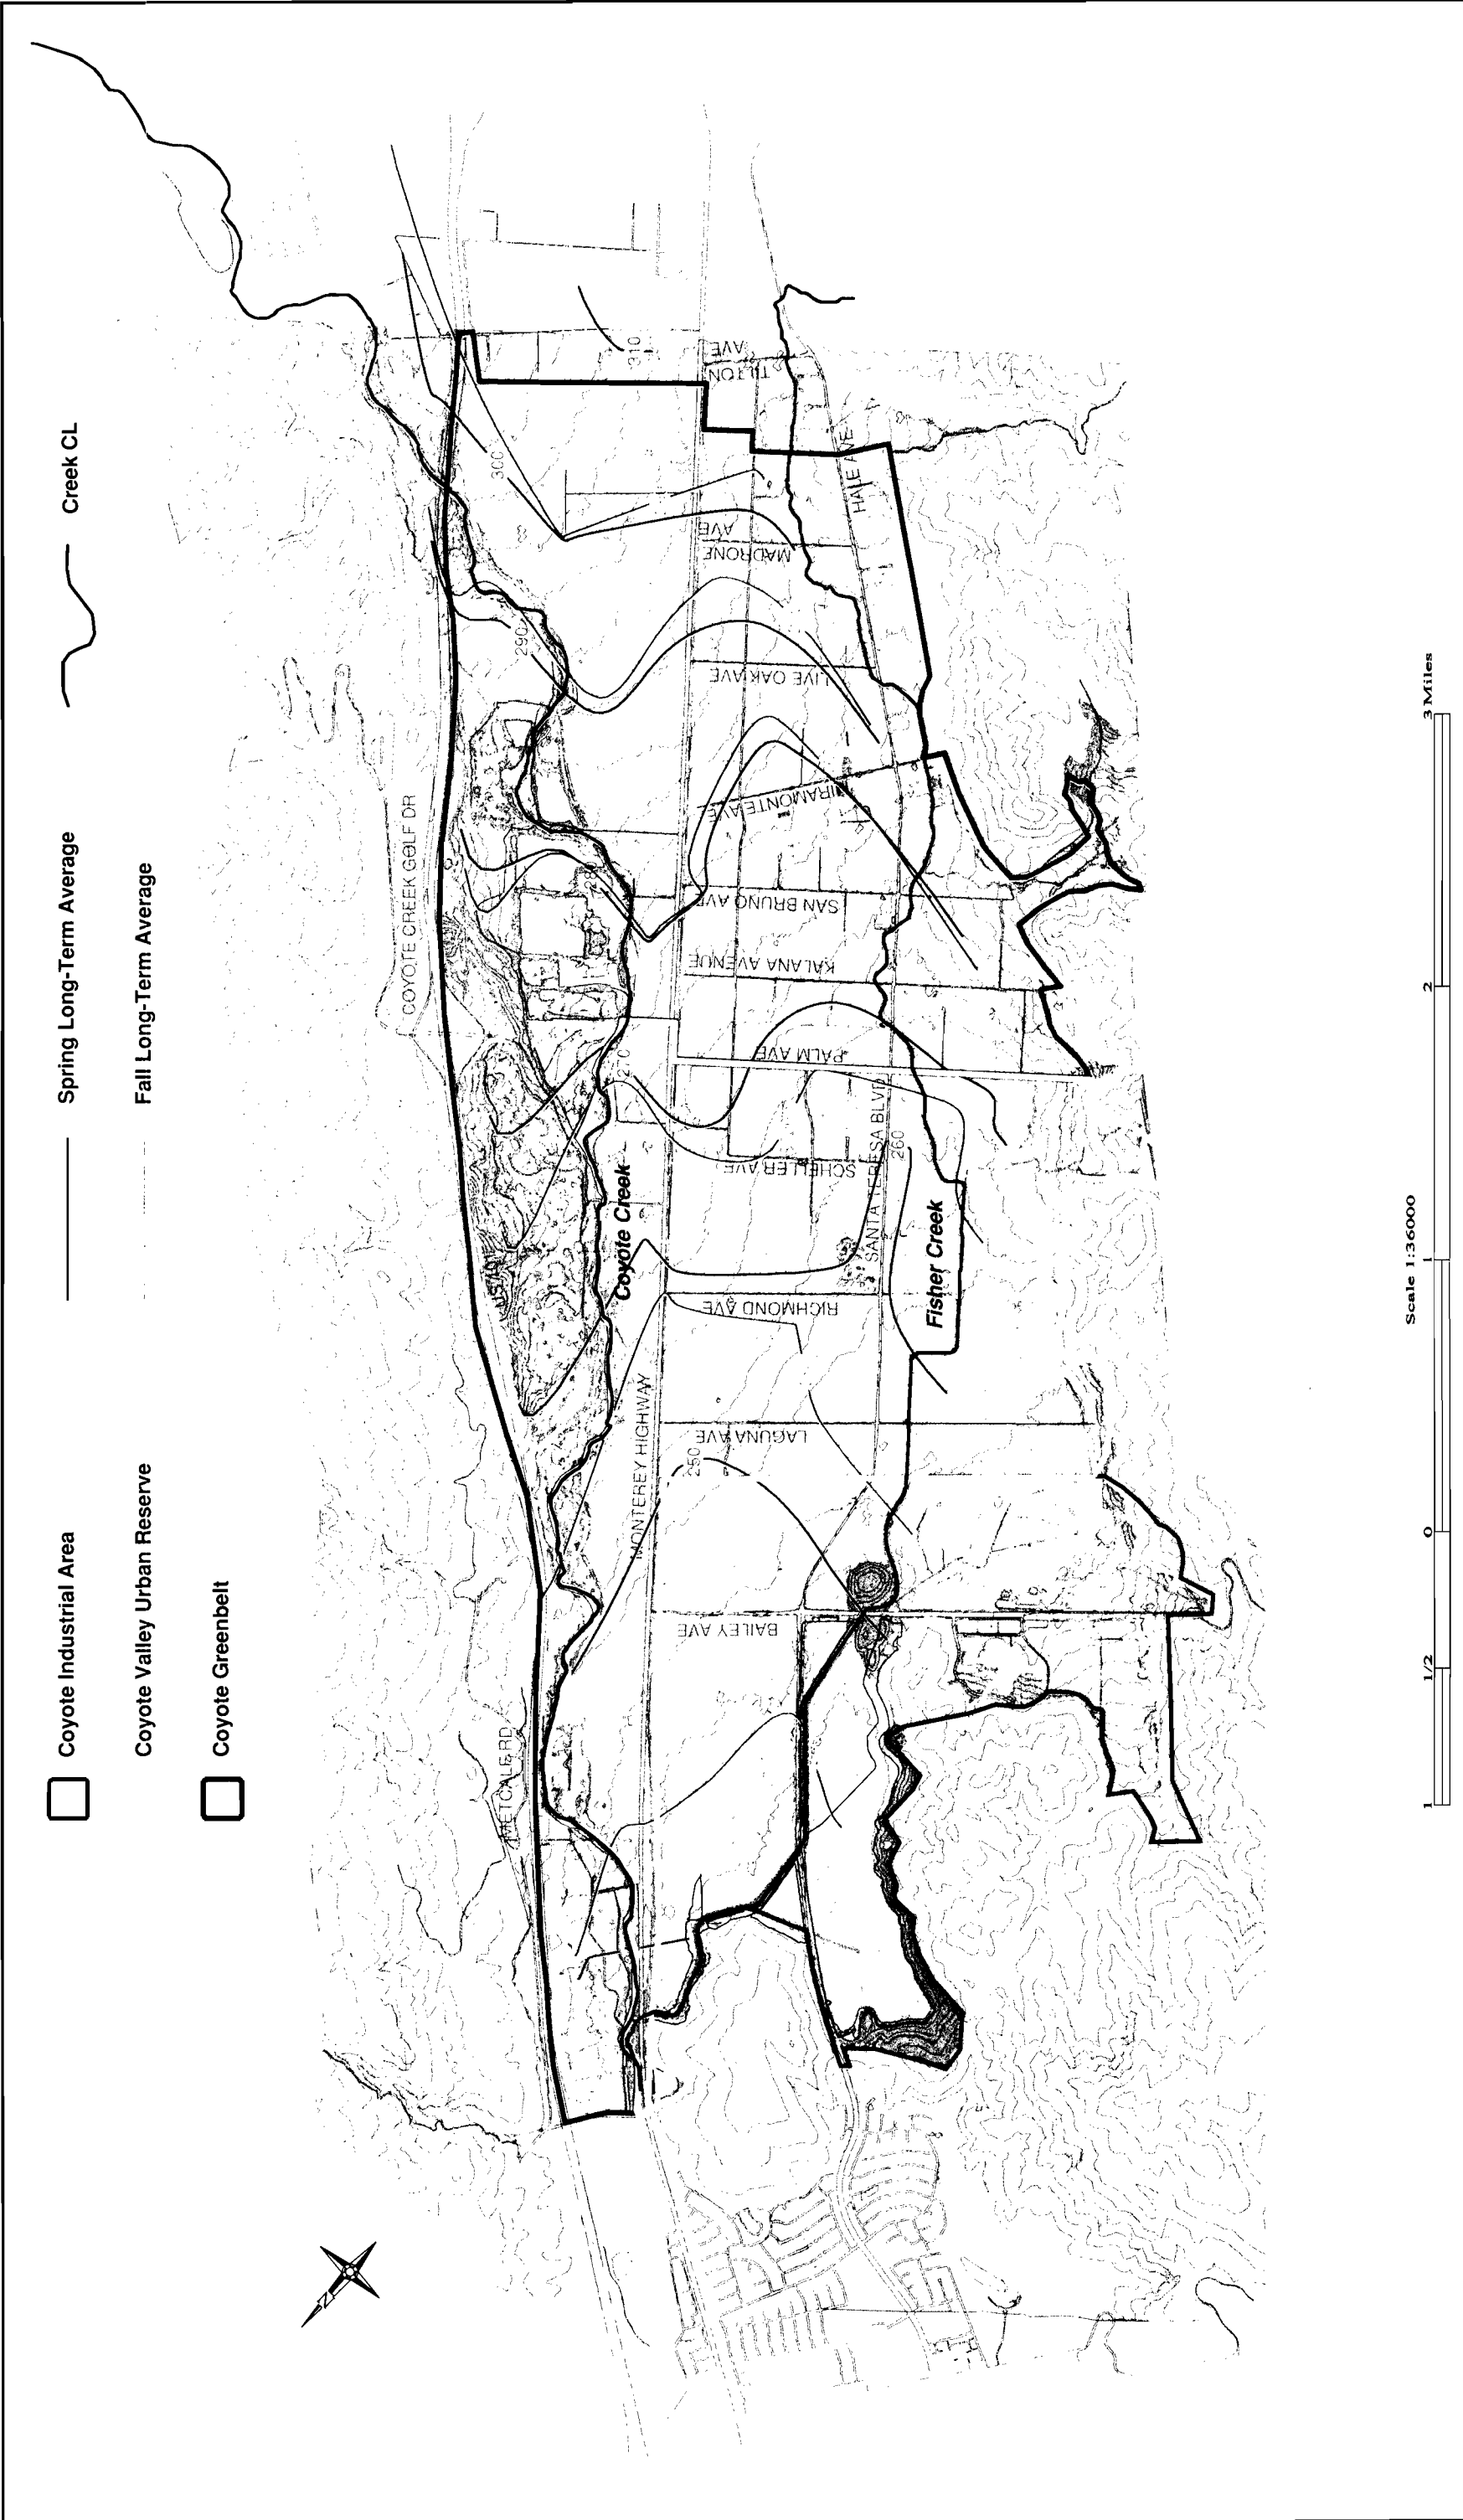 Coyote Industrial Area
Coyote Valley Urban Reserve
Coyote Greenbelt
Spring Long-Term Average
Fall Long-Term Average
Creek CL
N
METCALF RD
COYOTE CREEK GOLF DR
MONTEREY HIGHWAY
Coyote Creek
Fisher Creek
BAILEY AVE
LAGUNA AVE
RICHMOND AVE
SCHELLER AVE
SANTA TERESA BLVD
PALM AVE
KALANA AVENUE
SAN BRUNO AVE
MIRAMONTE AVE
LIVE OAK AVE
MADRONE
AVE
HALE AVE
TILTON
AVE
250
260
270
280
290
300
310
1
1/2
0
1
2
3 Miles
Scale 1:36000